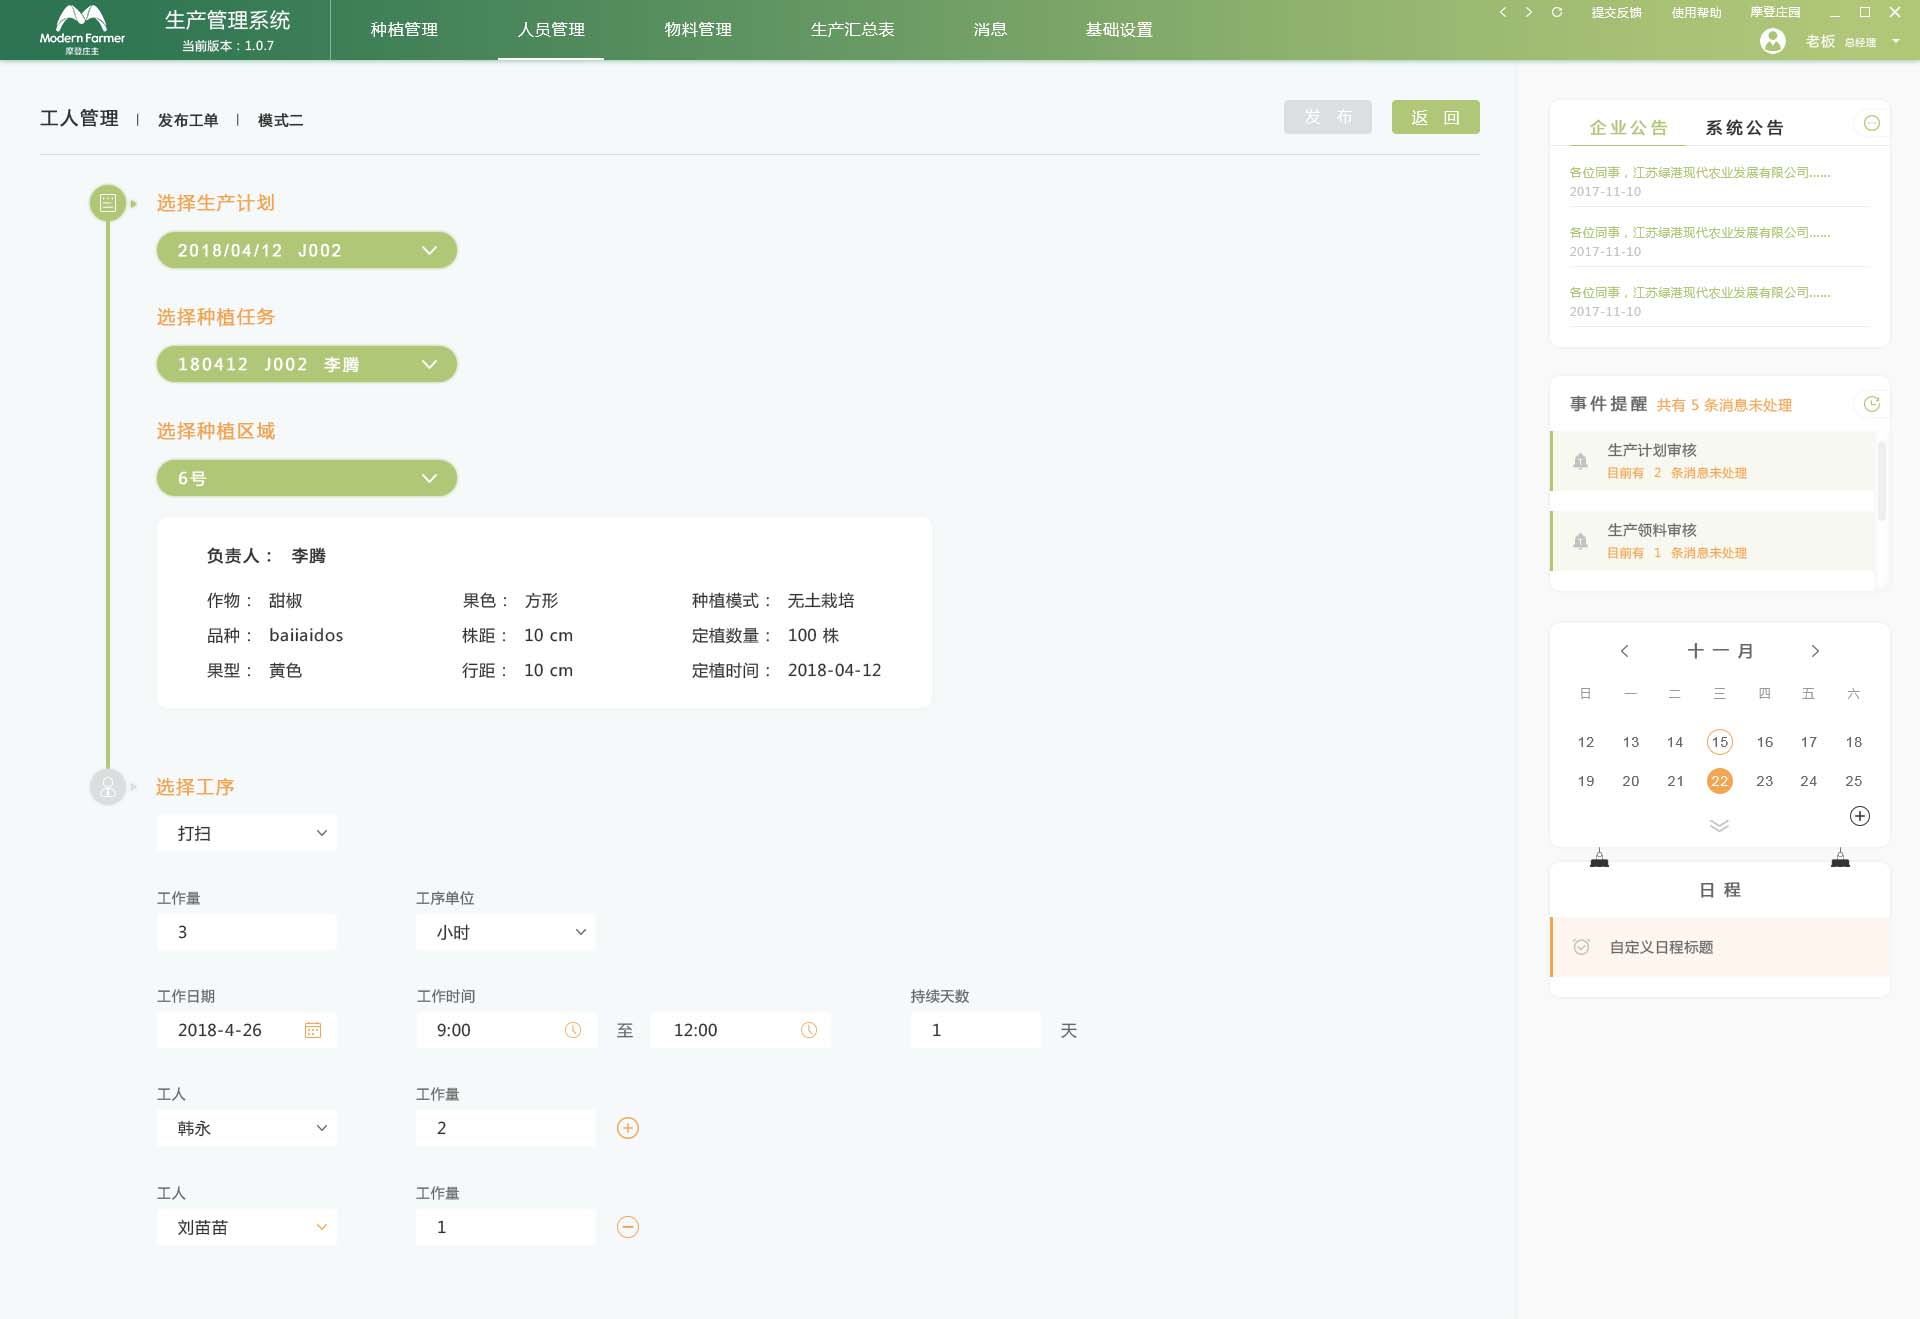 Modern Farmer
摩登庄主
生产管理系统
当前版本：1.0.7
种植管理 人员管理 物料管理 生产汇总表 消息 基础设置
提交反馈 使用帮助 摩登庄园
老板 总经理
工人管理 | 发布工单 | 模式二
发 布 返 回
选择生产计划
2018/04/12 J002
选择种植任务
180412 J002 李腾
选择种植区域
6号
负责人： 李腾
作物： 甜椒 果色： 方形 种植模式： 无土栽培
品种： baiiaidos 株距： 10 cm 定植数量： 100 株
果型： 黄色 行距： 10 cm 定植时间： 2018-04-12
选择工序
打扫
工作量 工序单位
3 小时
工作日期 工作时间 持续天数
2018-4-26 9:00 至 12:00 1 天
工人 工作量
韩永 2
工人 工作量
刘苗苗 1
企业公告 系统公告
各位同事，江苏绿港现代农业发展有限公司......
2017-11-10
各位同事，江苏绿港现代农业发展有限公司......
2017-11-10
各位同事，江苏绿港现代农业发展有限公司......
2017-11-10
事件提醒 共有 5 条消息未处理
生产计划审核
目前有 2 条消息未处理
生产领料审核
目前有 1 条消息未处理
十一月
日 一 二 三 四 五 六
12 13 14 15 16 17 18
19 20 21 22 23 24 25
日 程
自定义日程标题